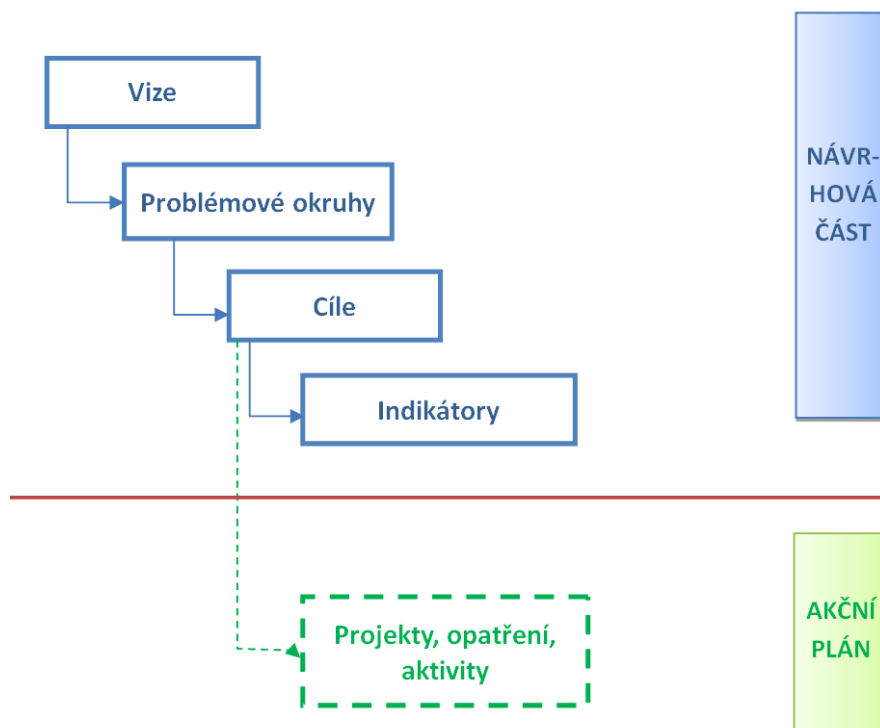 Vize
Problémové okruhy
Cíle
Indikátory
NÁVR-
HOVÁ
ČÁST
Projekty, opatření,
aktivity
AKČNÍ
PLÁN